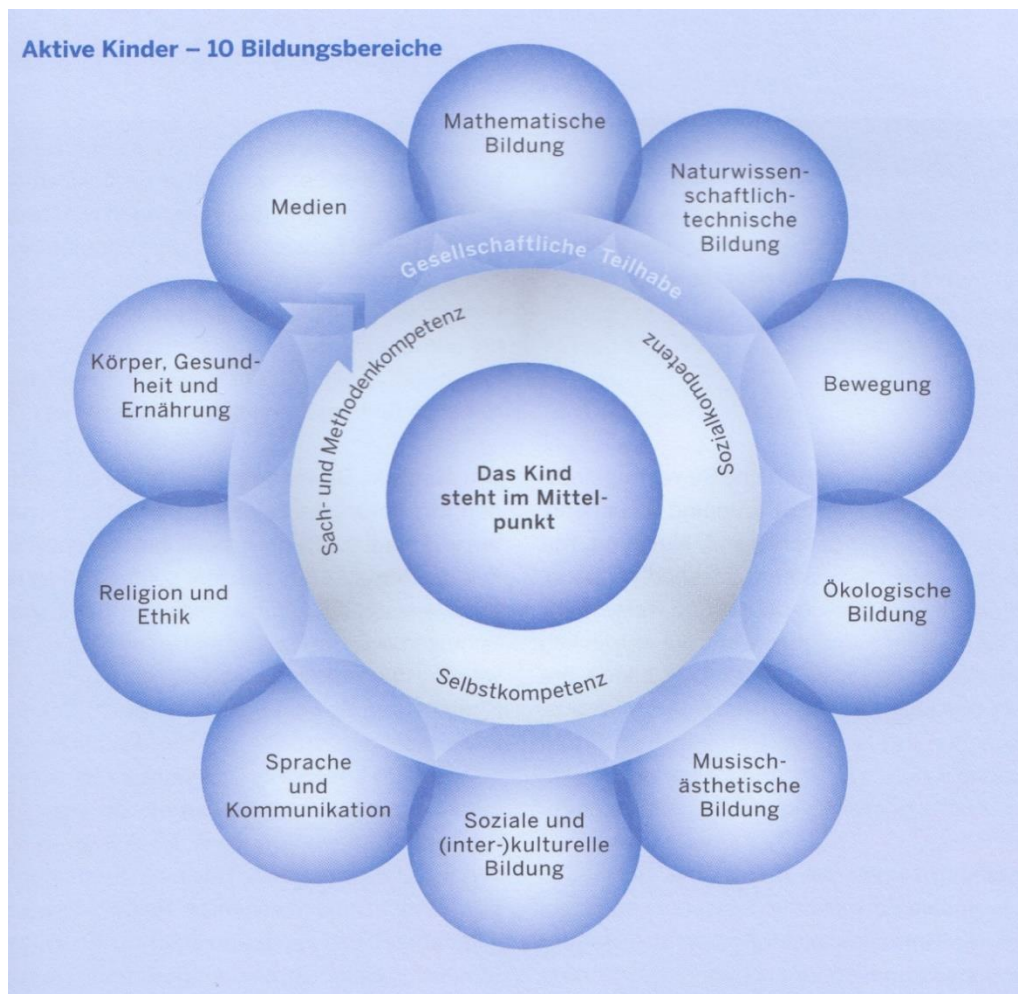 Aktive Kinder – 10 Bildungsbereiche
Mathematische
Bildung
Naturwissen-
schaftlich-
technische
Bildung
Bewegung
Ökologische
Bildung
Musisch-
ästhetische
Bildung
Soziale und
(inter-)kulturelle
Bildung
Sprache
und
Kommunikation
Religion und
Ethik
Körper, Gesund-
heit und
Ernährung
Medien
Gesellschaftliche Teilhabe
Sach- und Methodenkompetenz
Sozialkompetenz
Selbstkompetenz
Das Kind
steht im Mittel-
punkt